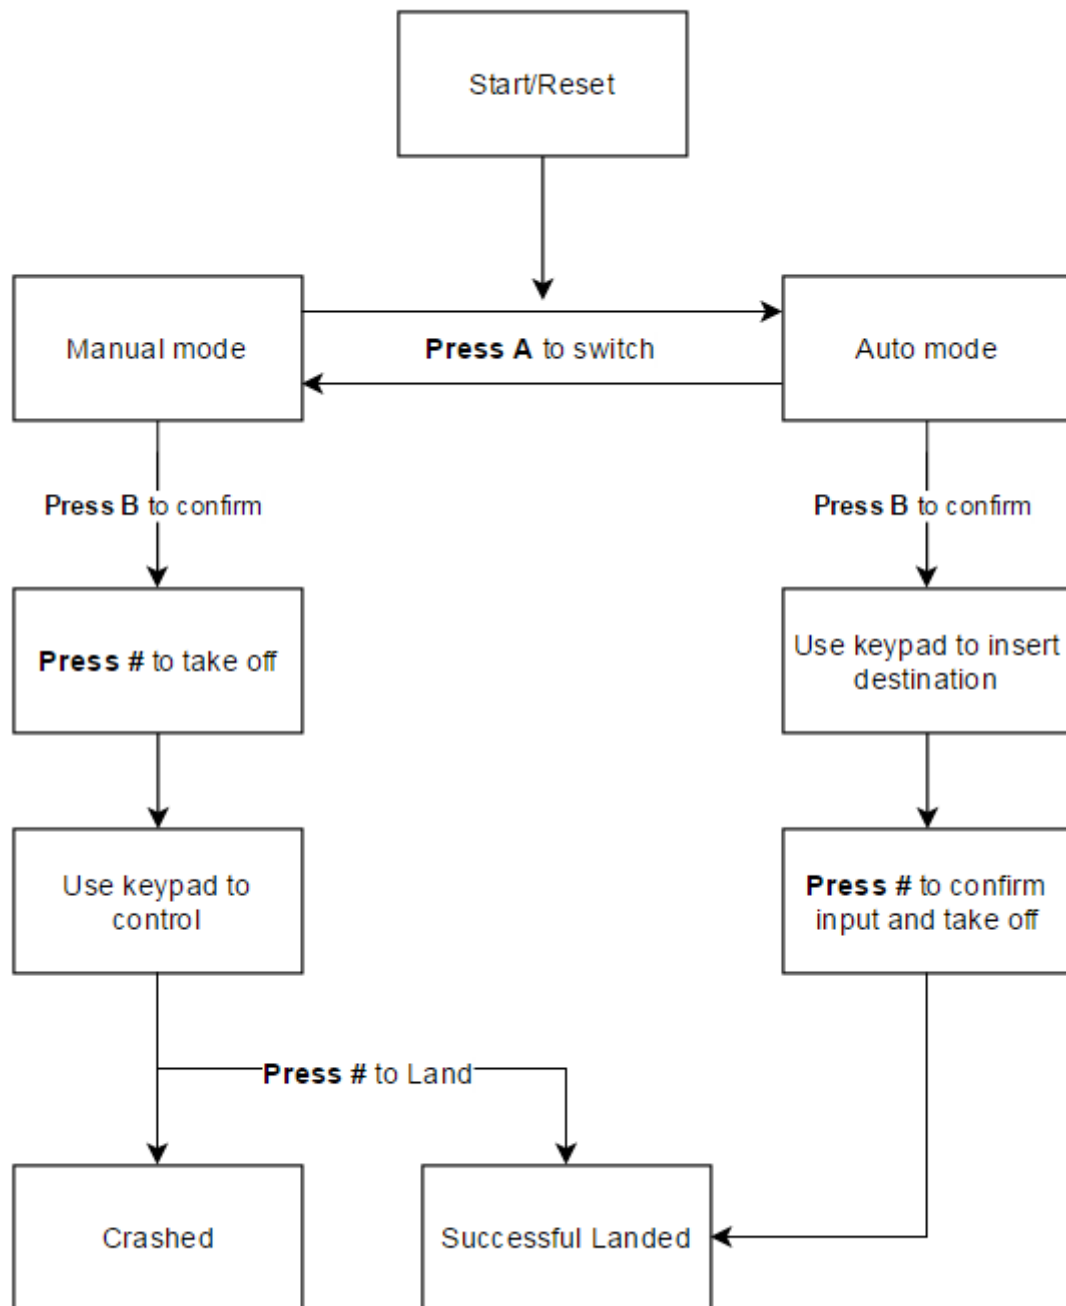 Start/Reset
Manual mode
Press A to switch
Auto mode
Press B to confirm
Press B to confirm
Press # to take off
Use keypad to insert
destination
Use keypad to
control
Press # to confirm
input and take off
Press # to Land
Crashed
Successful Landed